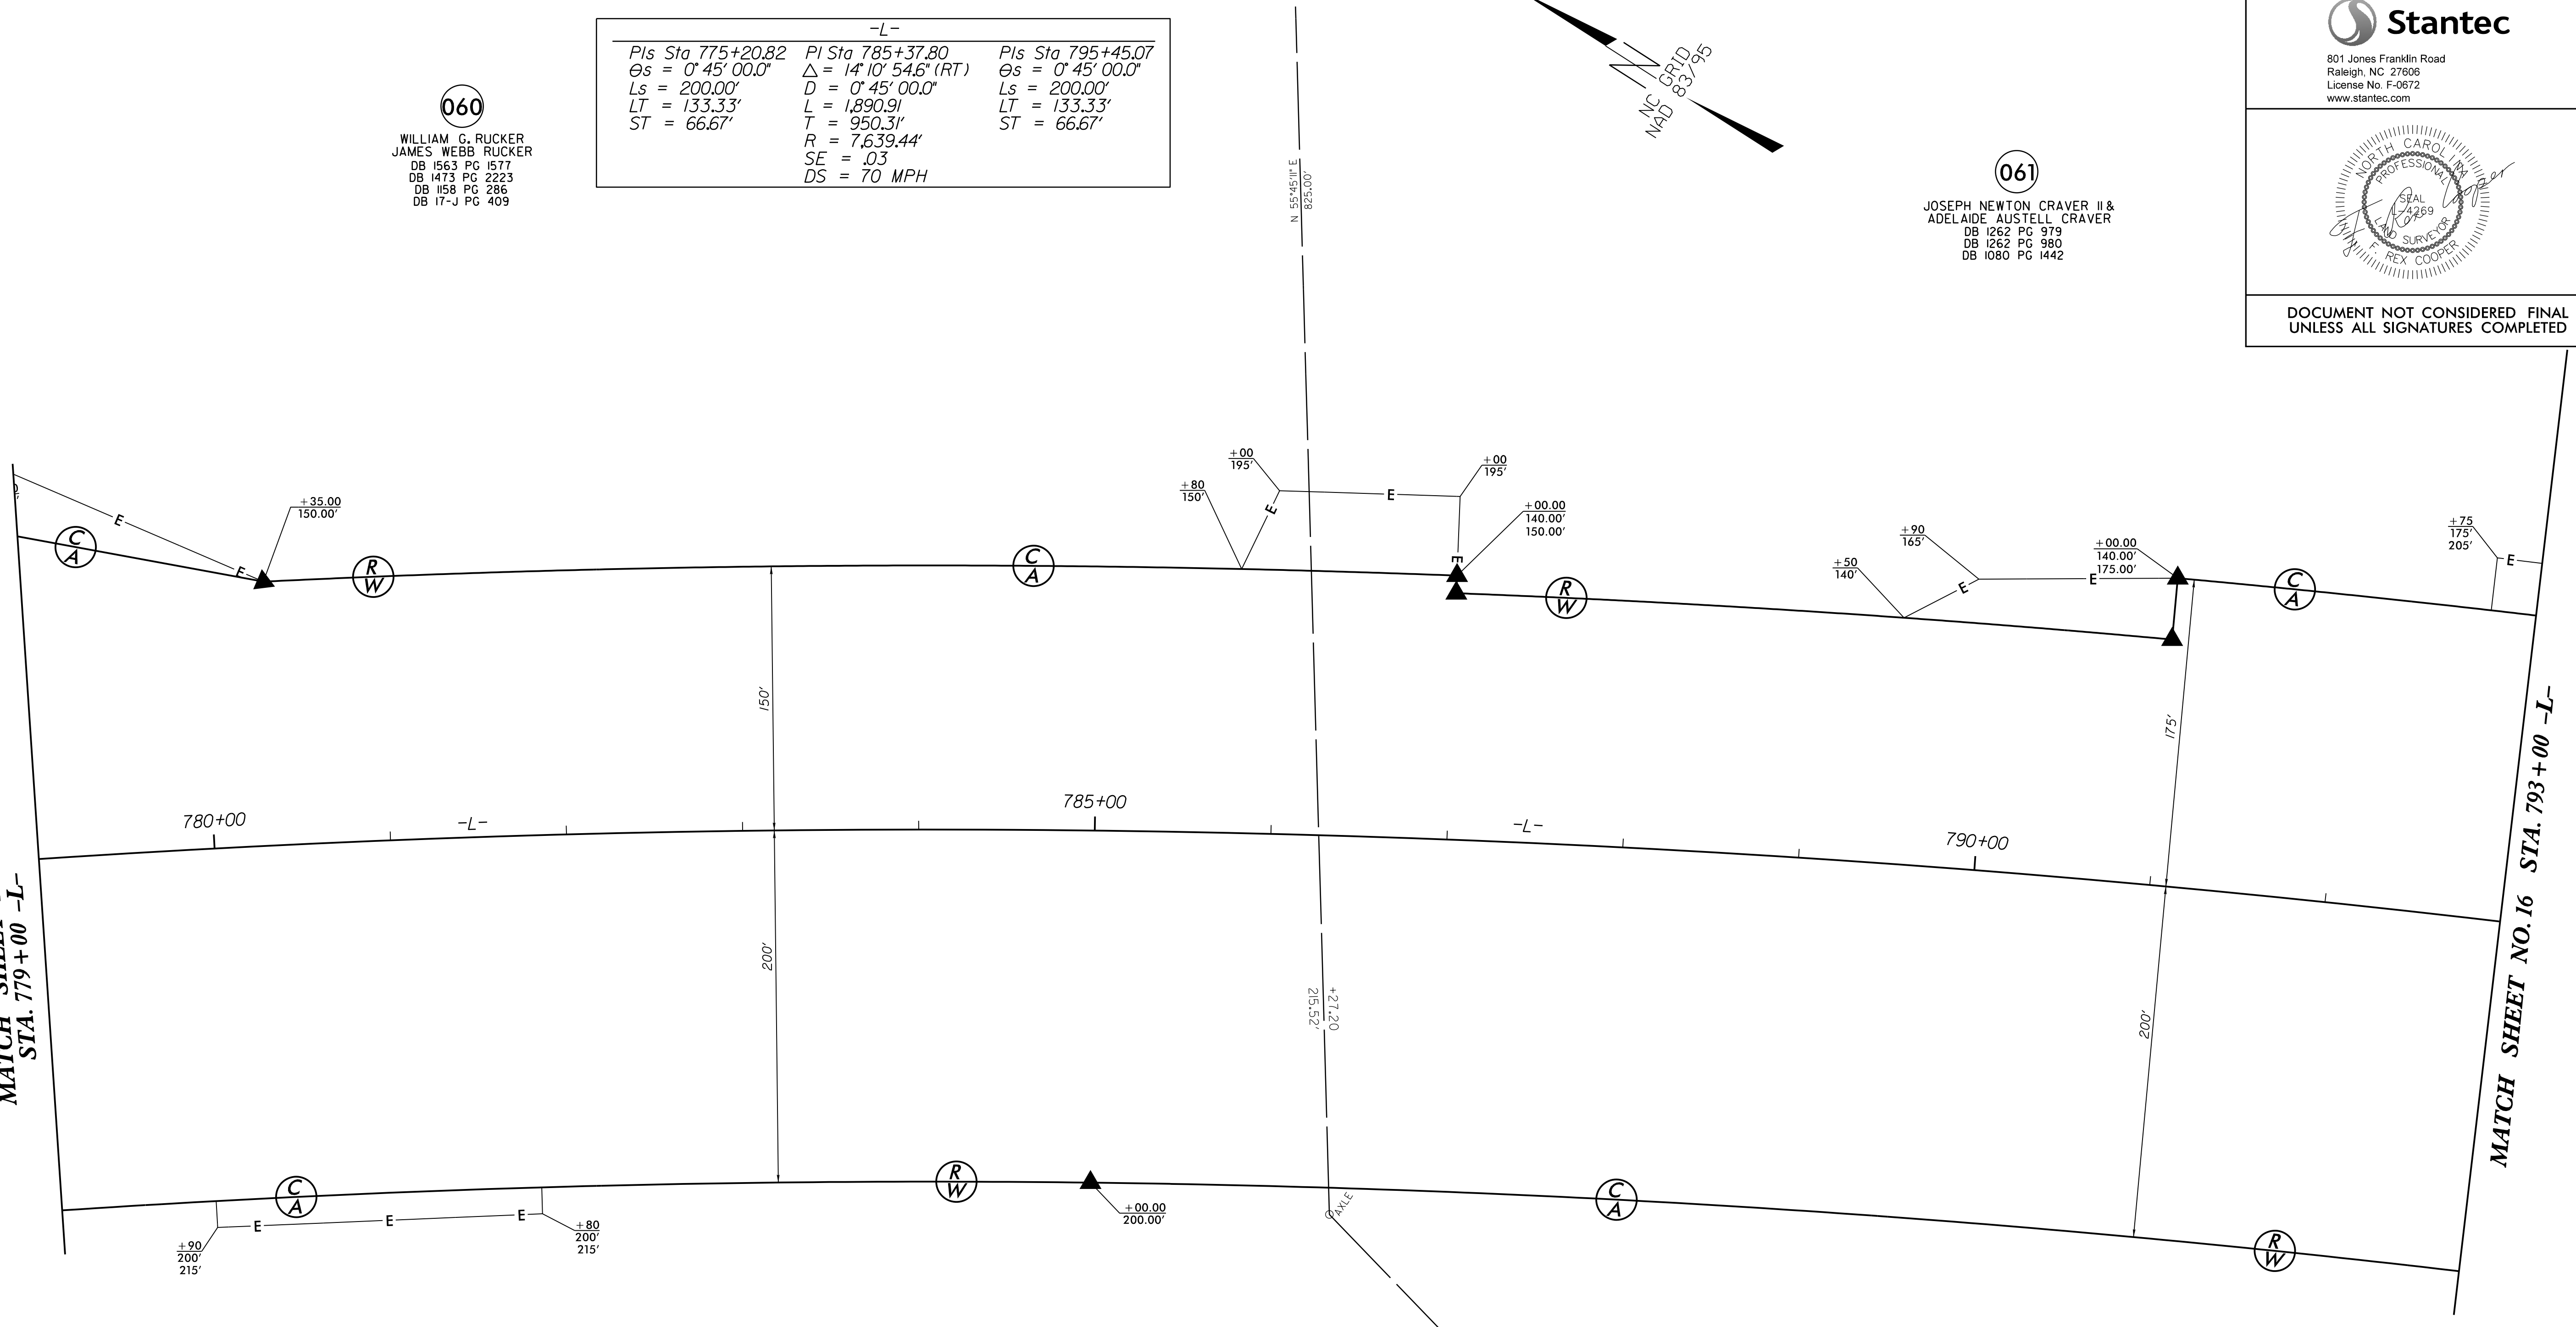 -L-
PIs Sta 775+20.82 PI Sta 785+37.80 PIs Sta 795+45.07
Θs = 0° 45' 00.0" △ = 14° 10' 54.6" (RT) Θs = 0° 45' 00.0"
Ls = 200.00' D = 0° 45' 00.0" Ls = 200.00'
LT = 133.33' L = 1,890.91 LT = 133.33'
ST = 66.67' T = 950.31' ST = 66.67'
R = 7,639.44'
SE = .03
DS = 70 MPH
060
WILLIAM G. RUCKER
JAMES WEBB RUCKER
DB 1563 PG 1577
DB 1473 PG 2223
DB 1158 PG 286
DB 17-J PG 409
N 55°45'11" E
825.00'
N
NC GRID
NAD 83/95
061
JOSEPH NEWTON CRAVER II &
ADELAIDE AUSTELL CRAVER
DB 1262 PG 979
DB 1262 PG 980
DB 1080 PG 1442
Stantec
801 Jones Franklin Road
Raleigh, NC 27606
License No. F-0672
www.stantec.com
NORTH CAROLINA
PROFESSIONAL
SEAL
L-4269
LAND SURVEYOR
F. REX COOPER
DOCUMENT NOT CONSIDERED FINAL
UNLESS ALL SIGNATURES COMPLETED
E
C
A
E
+35.00
150.00'
R
W
C
A
+80
150'
+00
195'
E
E
+00
195'
E
+00.00
140.00'
150.00'
R
W
+50
140'
+90
165'
E
E
+00.00
140.00'
175.00'
C
A
+75
175'
205'
E
150'
175'
780+00
-L-
785+00
-L-
790+00
200'
+27.20
215.52'
200'
MATCH SHEET
STA. 779+00 -L-
MATCH SHEET NO. 16 STA. 793+00 -L-
C
A
E
E
E
+90
200'
215'
+80
200'
215'
R
W
+00.00
200.00'
AXLE
C
A
R
W